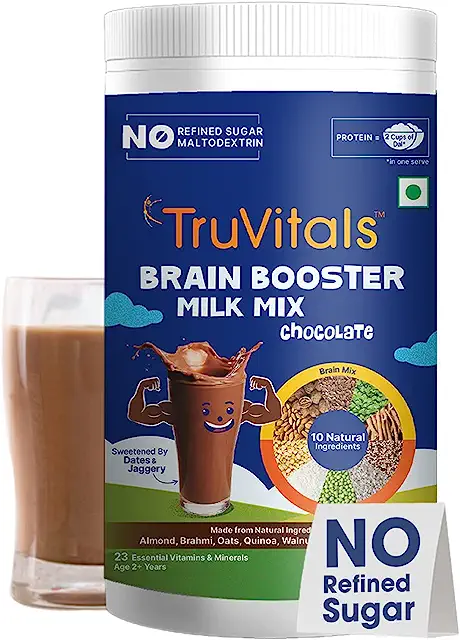 NO REFINED SUGAR
MALTODEXTRIN
PROTEIN = 2 Cups of
Dal*
*in one serve
TruVitals™
BRAIN BOOSTER
MILK MIX
chocolate
Brain Mix
10 Natural
Ingredients
Sweetened By
Dates &
Jaggery
Made from Natural
Almond, Brahmi, Oats, Quinoa,
23 Essential Vitamins & Minerals
Age 2+ Years
NO
Refined
Sugar